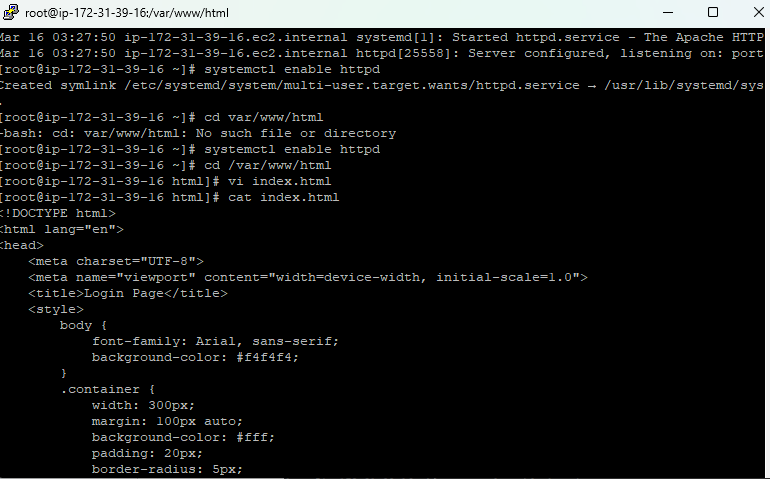 root@ip-172-31-39-16:/var/www/html
Mar 16 03:27:50 ip-172-31-39-16.ec2.internal systemd[1]: Started httpd.service - The Apache HTTP
Mar 16 03:27:50 ip-172-31-39-16.ec2.internal httpd[25558]: Server configured, listening on: port
[root@ip-172-31-39-16 ~]# systemctl enable httpd
Created symlink /etc/systemd/system/multi-user.target.wants/httpd.service → /usr/lib/systemd/sys
.
[root@ip-172-31-39-16 ~]# cd var/www/html
-bash: cd: var/www/html: No such file or directory
[root@ip-172-31-39-16 ~]# systemctl enable httpd
[root@ip-172-31-39-16 ~]# cd /var/www/html
[root@ip-172-31-39-16 html]# vi index.html
[root@ip-172-31-39-16 html]# cat index.html
<!DOCTYPE html>
<html lang="en">
<head>
    <meta charset="UTF-8">
    <meta name="viewport" content="width=device-width, initial-scale=1.0">
    <title>Login Page</title>
    <style>
        body {
            font-family: Arial, sans-serif;
            background-color: #f4f4f4;
        }
        .container {
            width: 300px;
            margin: 100px auto;
            background-color: #fff;
            padding: 20px;
            border-radius: 5px;